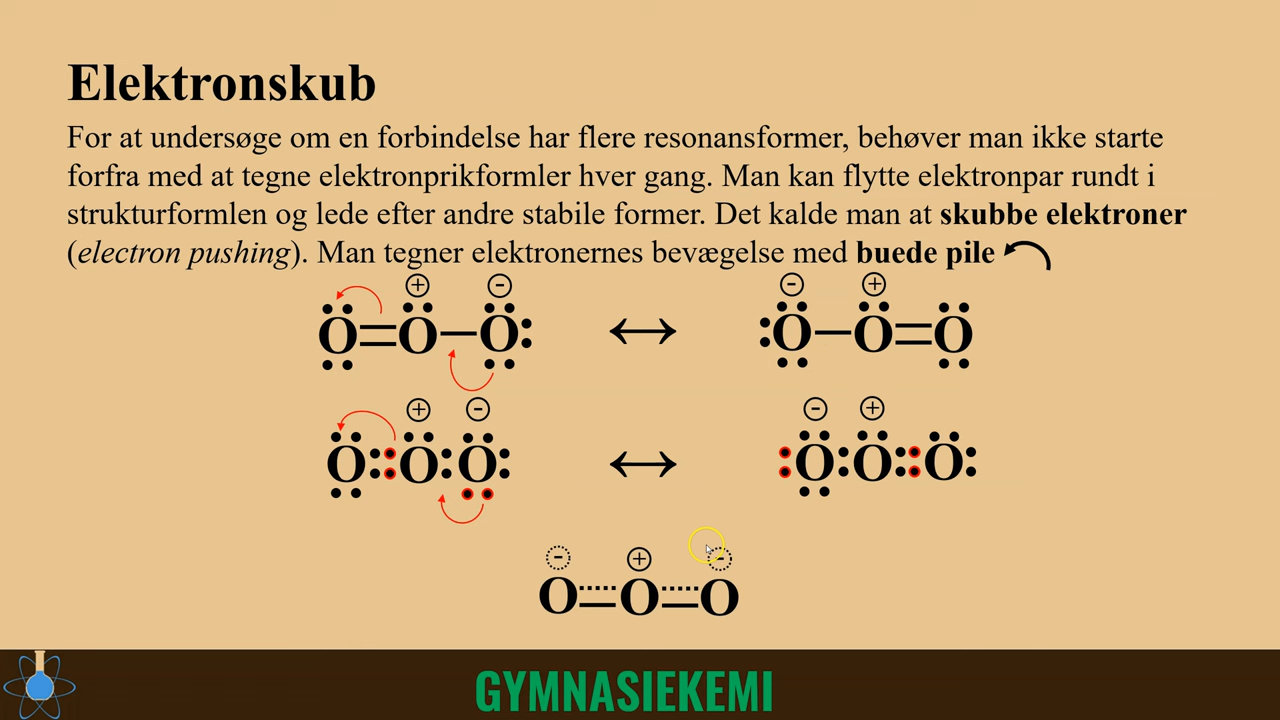 Elektronskub
For at undersøge om en forbindelse har flere resonansformer, behøver man ikke starte
forfra med at tegne elektronprikformler hver gang. Man kan flytte elektronpar rundt i
strukturformlen og lede efter andre stabile former. Det kalde man at skubbe elektroner
(electron pushing). Man tegner elektronernes bevægelse med buede pile
+ - - +
O=O–O ↔ O–O=O
+ - - +
O::O:O: ↔ :O:O::O:
- + -
O=O=O
GYMNASIEKEMI